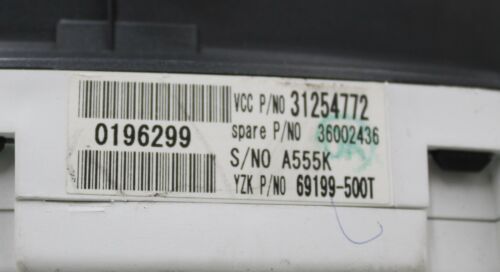 VCC P/NO 31254772
0196299
spare P/NO 36002436
S/NO A555K
YZK P/NO 69199-500T